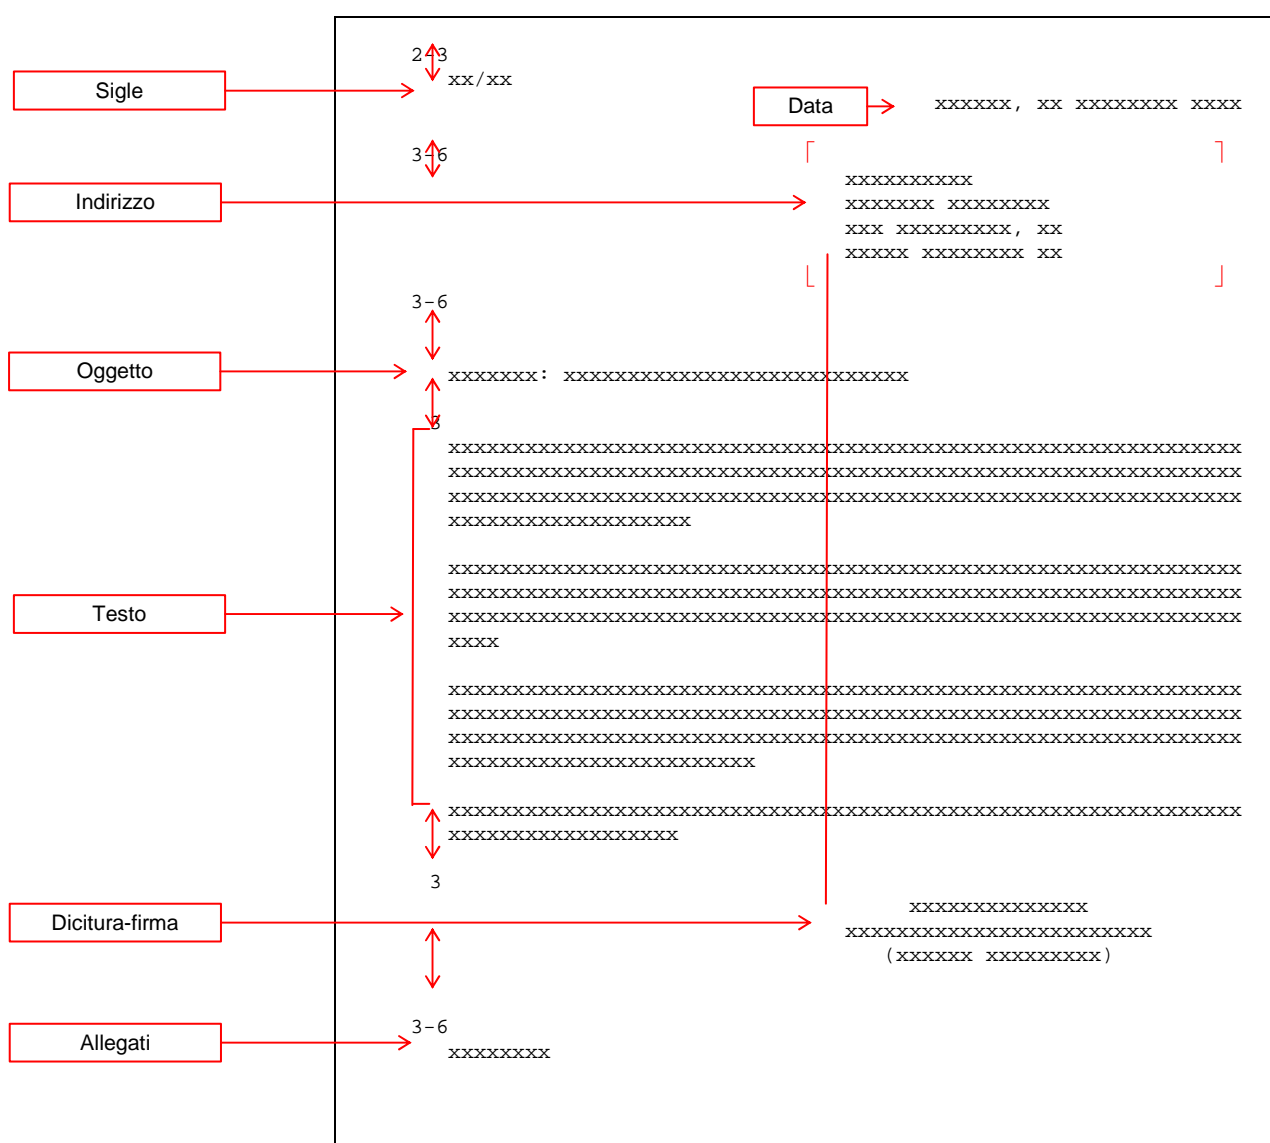 2-3
Sigle
xx/xx
Data
xxxxxx, xx xxxxxxxx xxxx
3-6
Indirizzo
xxxxxxxxxx
xxxxxxx xxxxxxxx
xxx xxxxxxxxx, xx
xxxxx xxxxxxxx xx
3-6
Oggetto
xxxxxxx: xxxxxxxxxxxxxxxxxxxxxxxxxxx
3
xxxxxxxxxxxxxxxxxxxxxxxxxxxxxxxxxxxxxxxxxxxxxxxxxxxxxxxxxxxxxx
xxxxxxxxxxxxxxxxxxxxxxxxxxxxxxxxxxxxxxxxxxxxxxxxxxxxxxxxxxxxxx
xxxxxxxxxxxxxxxxxxxxxxxxxxxxxxxxxxxxxxxxxxxxxxxxxxxxxxxxxxxxxx
xxxxxxxxxxxxxxxxxxx
xxxxxxxxxxxxxxxxxxxxxxxxxxxxxxxxxxxxxxxxxxxxxxxxxxxxxxxxxxxxxx
xxxxxxxxxxxxxxxxxxxxxxxxxxxxxxxxxxxxxxxxxxxxxxxxxxxxxxxxxxxxxx
Testo
xxxxxxxxxxxxxxxxxxxxxxxxxxxxxxxxxxxxxxxxxxxxxxxxxxxxxxxxxxxxxx
xxxx
xxxxxxxxxxxxxxxxxxxxxxxxxxxxxxxxxxxxxxxxxxxxxxxxxxxxxxxxxxxxxx
xxxxxxxxxxxxxxxxxxxxxxxxxxxxxxxxxxxxxxxxxxxxxxxxxxxxxxxxxxxxxx
xxxxxxxxxxxxxxxxxxxxxxxxxxxxxxxxxxxxxxxxxxxxxxxxxxxxxxxxxxxxxx
xxxxxxxxxxxxxxxxxxxxxxxx
xxxxxxxxxxxxxxxxxxxxxxxxxxxxxxxxxxxxxxxxxxxxxxxxxxxxxxxxxxxxxx
xxxxxxxxxxxxxxxxxx
3
Dicitura-firma
xxxxxxxxxxxxxx
xxxxxxxxxxxxxxxxxxxxxxxx
(xxxxxx xxxxxxxxx)
3-6
Allegati
xxxxxxxx